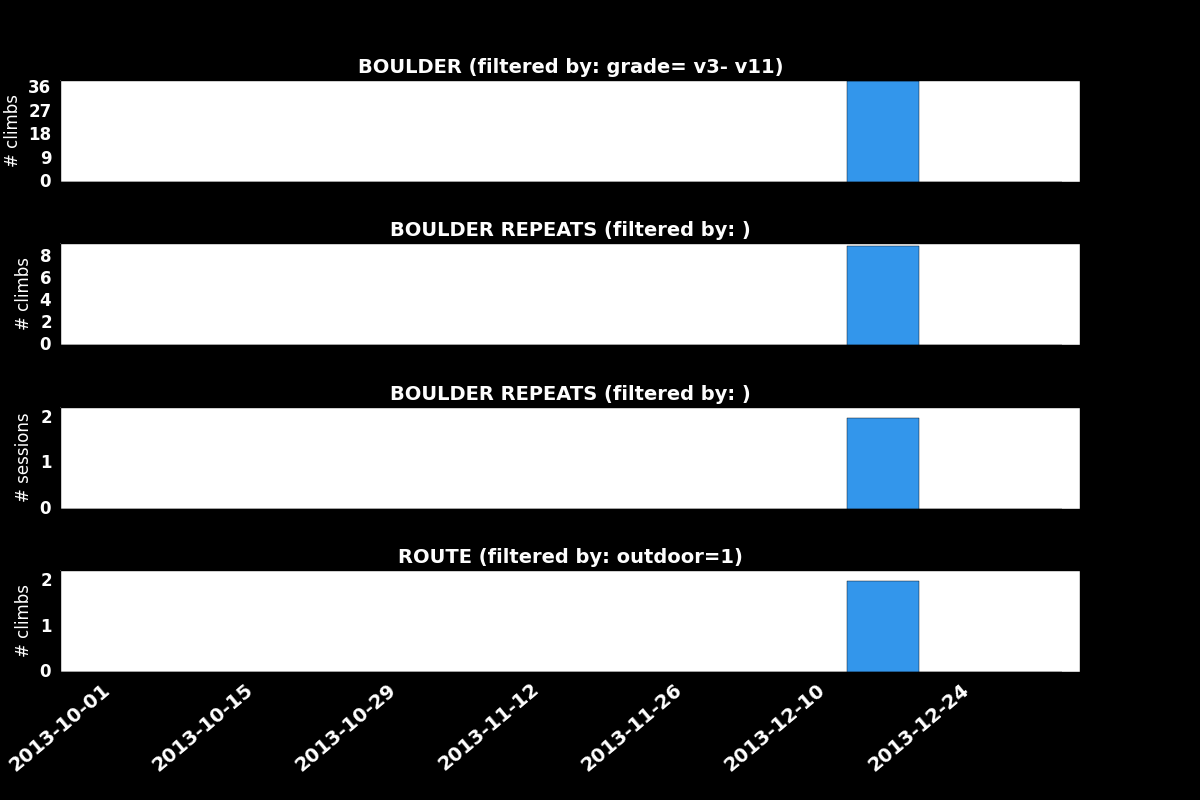 BOULDER (filtered by: grade= v3- v11)
# climbs
36
27
18
9
0
BOULDER REPEATS (filtered by: )
# climbs
8
6
4
2
0
BOULDER REPEATS (filtered by: )
# sessions
2
1
0
ROUTE (filtered by: outdoor=1)
# climbs
2
1
0
2013-10-01
2013-10-15
2013-10-29
2013-11-12
2013-11-26
2013-12-10
2013-12-24